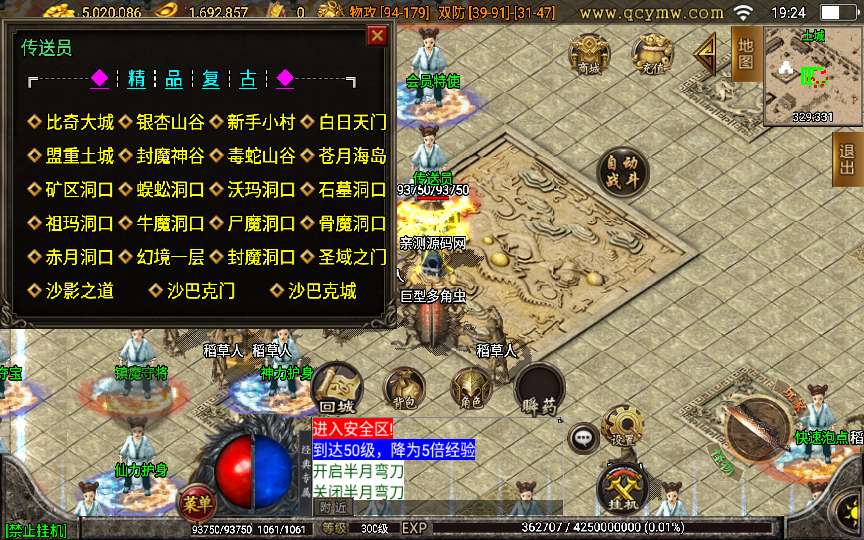 5,020,086 1,692,857 0 物攻 [94-179] 双防 [39-91]-[31-47] www.qcymw.com 19:24
传送员
精 品 复 古
比奇大城 银杏山谷 新手小村 白日天门
盟重土城 封魔神谷 毒蛇山谷 苍月海岛
矿区洞口 蜈蚣洞口 沃玛洞口 石墓洞口
祖玛洞口 牛魔洞口 尸魔洞口 骨魔洞口
赤月洞口 幻境一层 封魔洞口 圣域之门
沙影之道 沙巴克门 沙巴克城
会员特使
商城
充值
地图
土城
329:331
退出
传送员
93750/93750
自动战斗
亲测源码网
巨型多角虫
稻草人 稻草人
稻草人
夺宝
镇魔守将
神力护身
仙力护身
回城
背包
角色
瞬药
玩家
怪物
快速泡点
稻
设置
挂机
进入安全区!
到达50级，降为5倍经验
开启半月弯刀
关闭半月弯刀
附近
菜单
[禁止挂机]
93750/93750 1061/1061 等级 300级 EXP 362707 / 4250000000 (0.01%)